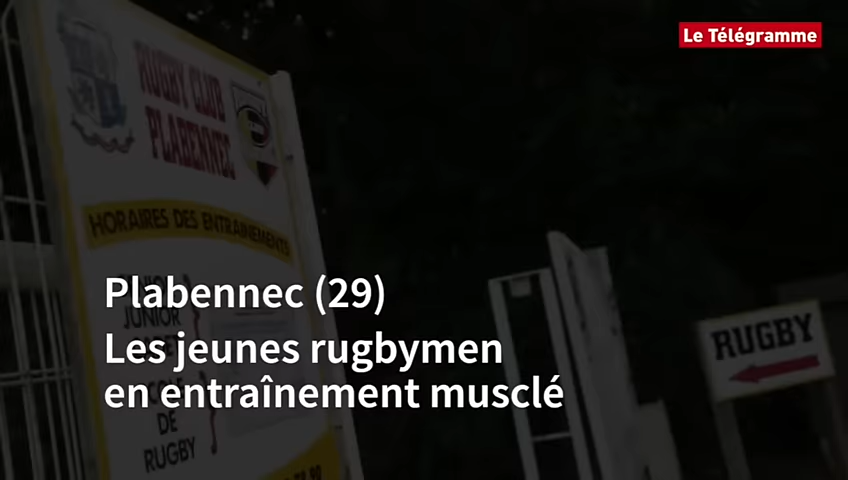 Le Télégramme
RUGBY CLUB
PLABENNEC
HORAIRES DES ENTRAINEMENTS
JUNIOR
Plabennec (29)
Les jeunes rugbymen
en entraînement musclé
DE
RUGBY
RUGBY